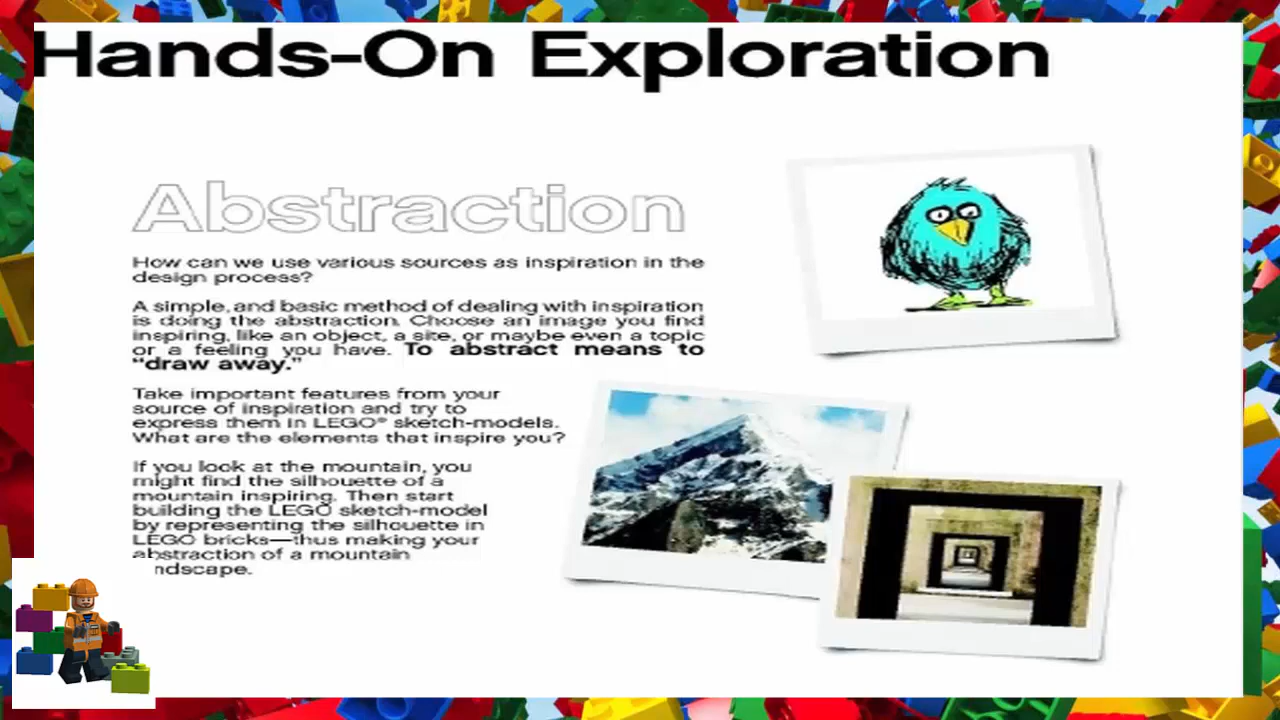 Hands-On Exploration
Abstraction
How can we use various sources as inspiration in the
design process?
A simple, and basic method of dealing with inspiration
is doing the abstraction. Choose an image you find
inspiring, like an object, a site, or maybe even a topic
or a feeling you have. To abstract means to
“draw away.”
Take important features from your
source of inspiration and try to
express them in LEGO® sketch-models.
What are the elements that inspire you?
If you look at the mountain, you
might find the silhouette of a
mountain inspiring. Then start
building the LEGO sketch-model
by representing the silhouette in
LEGO bricks—thus making your
abstraction of a mountain
ndscape.